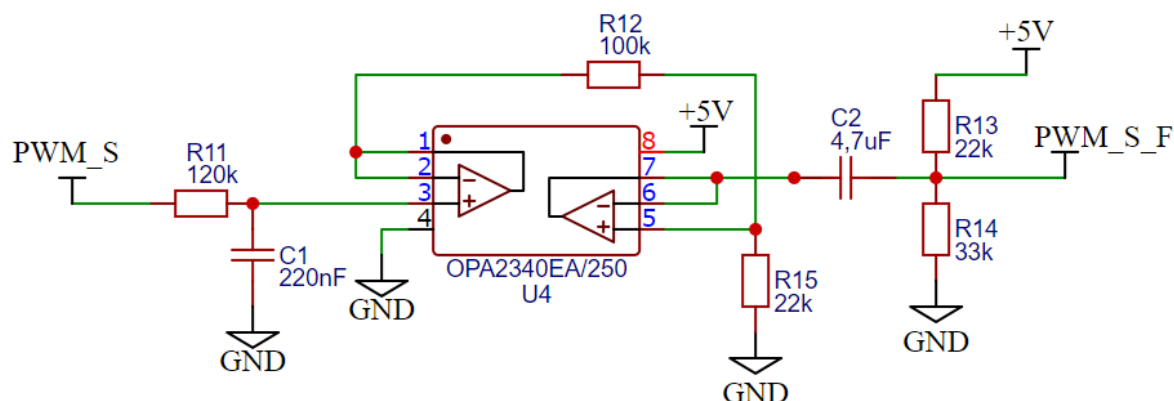 R12
100k
+5V
+5V
PWM_S
R11
120k
1
2
3
4
8
7
6
5
C2
4,7uF
R13
22k
PWM_S_F
C1
220nF
OPA2340EA/250
U4
R14
33k
R15
22k
GND
GND
GND
GND